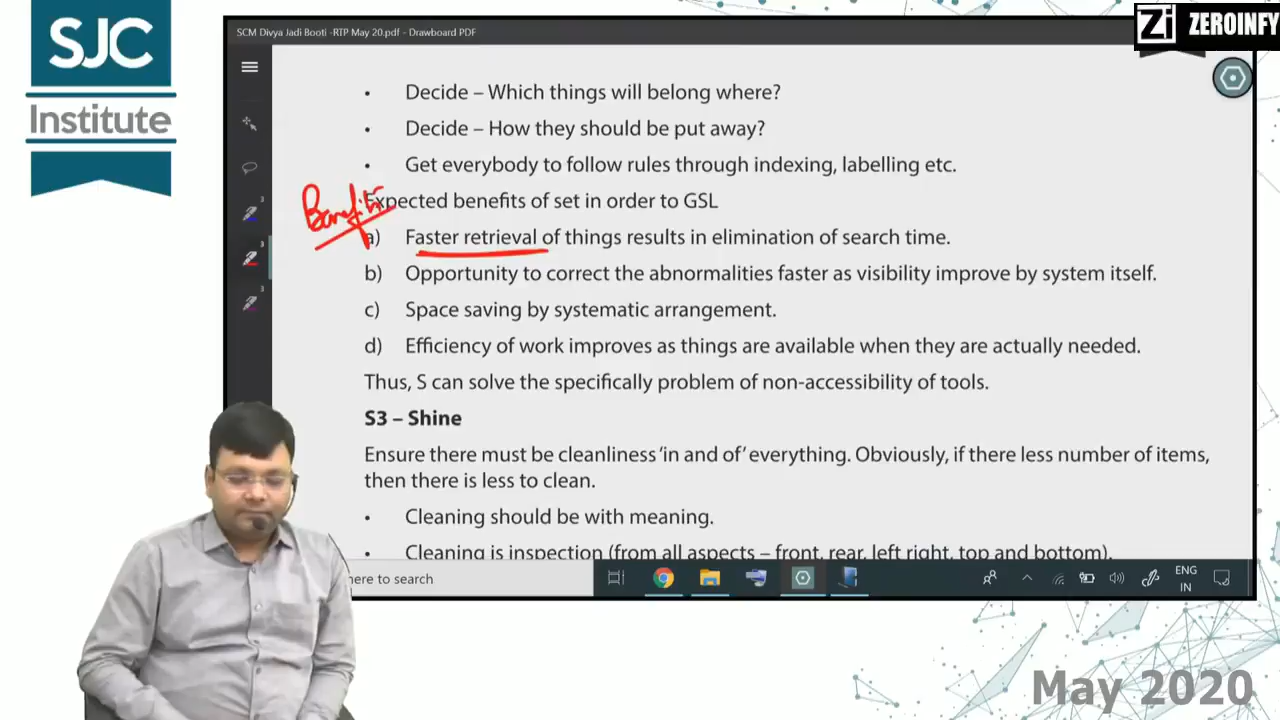 SJC
Institute
SCM Divya Jadi Booti -RTP May 20.pdf - Drawboard PDF
Zi ZEROINFY
• Decide – Which things will belong where?
• Decide – How they should be put away?
• Get everybody to follow rules through indexing, labelling etc.
Benefits
Expected benefits of set in order to GSL
a) Faster retrieval of things results in elimination of search time.
b) Opportunity to correct the abnormalities faster as visibility improve by system itself.
c) Space saving by systematic arrangement.
d) Efficiency of work improves as things are available when they are actually needed.
Thus, S can solve the specifically problem of non-accessibility of tools.
S3 – Shine
Ensure there must be cleanliness 'in and of' everything. Obviously, if there less number of items,
then there is less to clean.
• Cleaning should be with meaning.
• Cleaning is inspection (from all aspects – front, rear, left right, top and bottom).
here to search
ENG
IN
3
3
3
May 2020